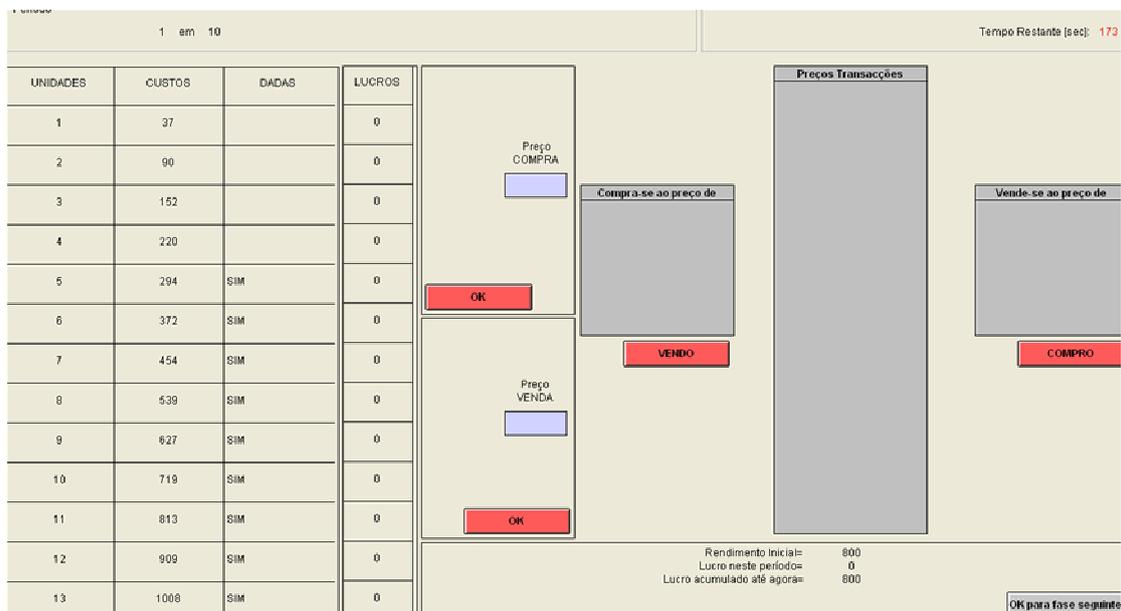 Período
1 em 10
Tempo Restante [sec]: 173
UNIDADES CUSTOS DADAS LUCROS
1 37 0
2 90 0
3 152 0
4 220 0
5 294 SIM 0
6 372 SIM 0
7 454 SIM 0
8 539 SIM 0
9 627 SIM 0
10 719 SIM 0
11 813 SIM 0
12 909 SIM 0
13 1008 SIM 0
Preço
COMPRA
OK
Preço
VENDA
OK
Compra-se ao preço de
VENDO
Preços Transacções
Vende-se ao preço de
COMPRO
Rendimento Inicial= 800
Lucro neste período= 0
Lucro acumulado até agora= 800
OK para fase seguinte